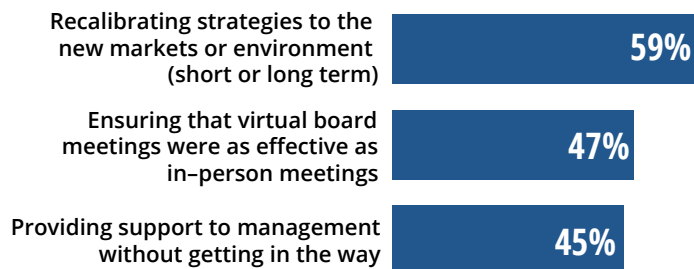 Recalibrating strategies to the
new markets or environment
(short or long term)
59%
Ensuring that virtual board
meetings were as effective as
in–person meetings
47%
Providing support to management
without getting in the way
45%